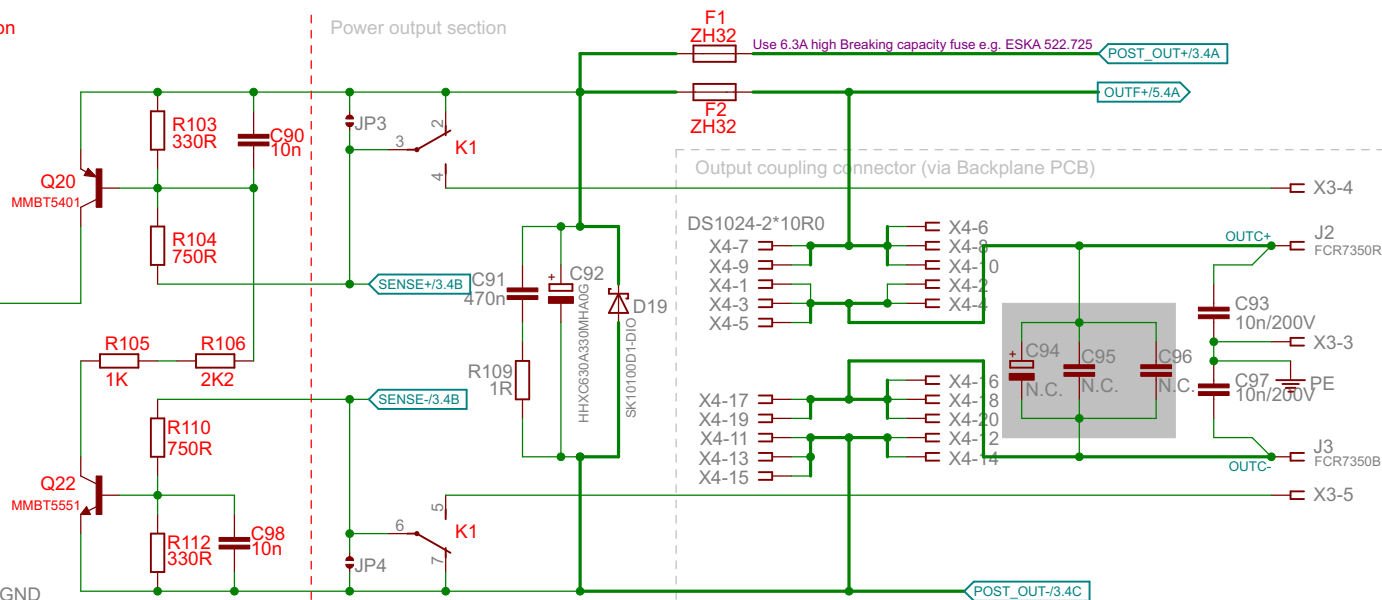 on
Power output section
F1
ZH32
Use 6.3A high Breaking capacity fuse e.g. ESKA 522.725
POST_OUT+/3.4A
OUTF+/5.4A
F2
ZH32
R103
330R
C90
10n
JP3
2
3
K1
4
Output coupling connector (via Backplane PCB)
Q20
MMBT5401
X3-4
R104
750R
DS1024-2*10R0
X4-7
X4-9
X4-1
X4-3
X4-5
X4-6
X4-8
X4-10
X4-2
X4-4
OUTC+
J2
FCR7350R
SENSE+/3.4B
C91
470n
C92
HHXC630A330MHA0G
D19
SK10100D1-DIO
C93
10n/200V
X3-3
R105
1K
R106
2K2
R109
1R
C94
N.C.
C95
N.C.
C96
N.C.
C97
10n/200V
PE
SENSE-/3.4B
X4-17
X4-19
X4-11
X4-13
X4-15
X4-16
X4-18
X4-20
X4-12
X4-14
R110
750R
OUTC-
J3
FCR7350B
Q22
MMBT5551
5
6
K1
7
X3-5
R112
330R
C98
10n
JP4
GND
POST_OUT-/3.4C